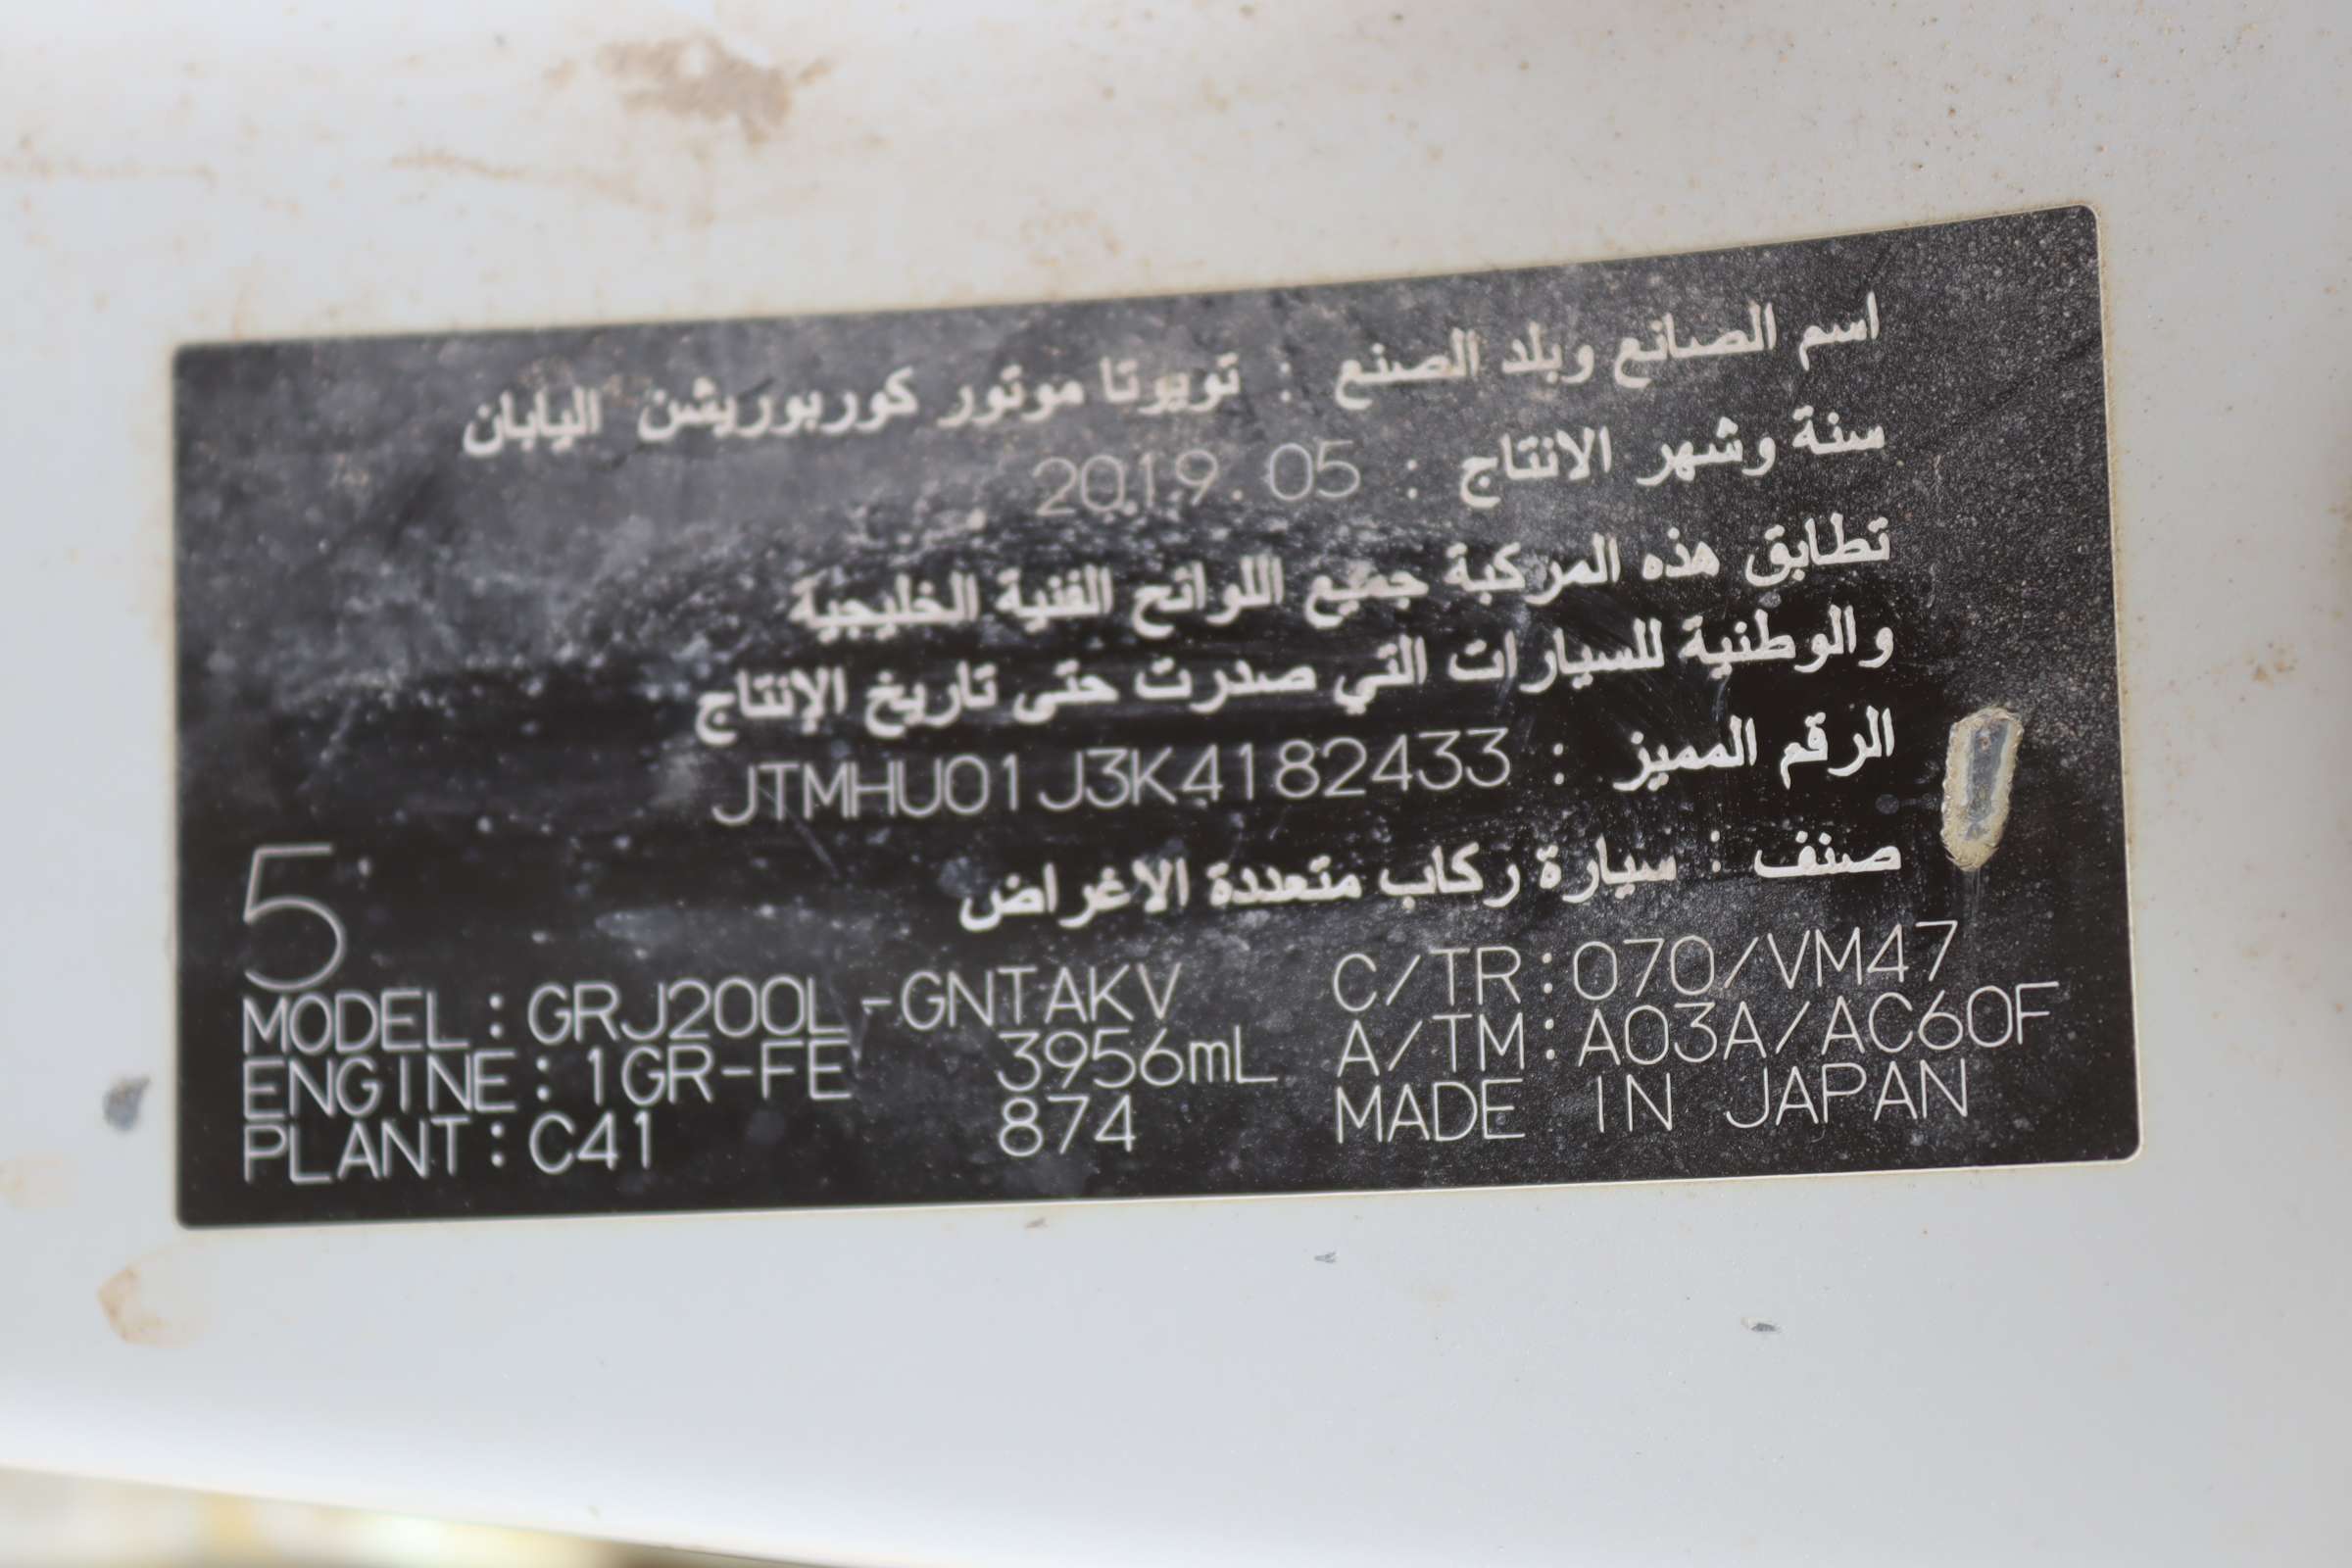 اسم الصانع وبلد الصنع : تويوتا موتور كوربوريشن اليابان
سنة وشهر الانتاج : 2019. 05
تطابق هذه المركبة جميع اللوائح الفنية الخليجية
والوطنية للسيارات التي صدرت حتى تاريخ الإنتاج
الرقم المميز : JTMHU01J3K4182433
صنف : سيارة ركاب متعددة الاغراض
5
MODEL : GRJ200L-GNTAKV C/TR : 070/VM47
ENGINE : 1GR-FE 3956mL A/TM : A03A/AC60F
PLANT : C41 874 MADE IN JAPAN